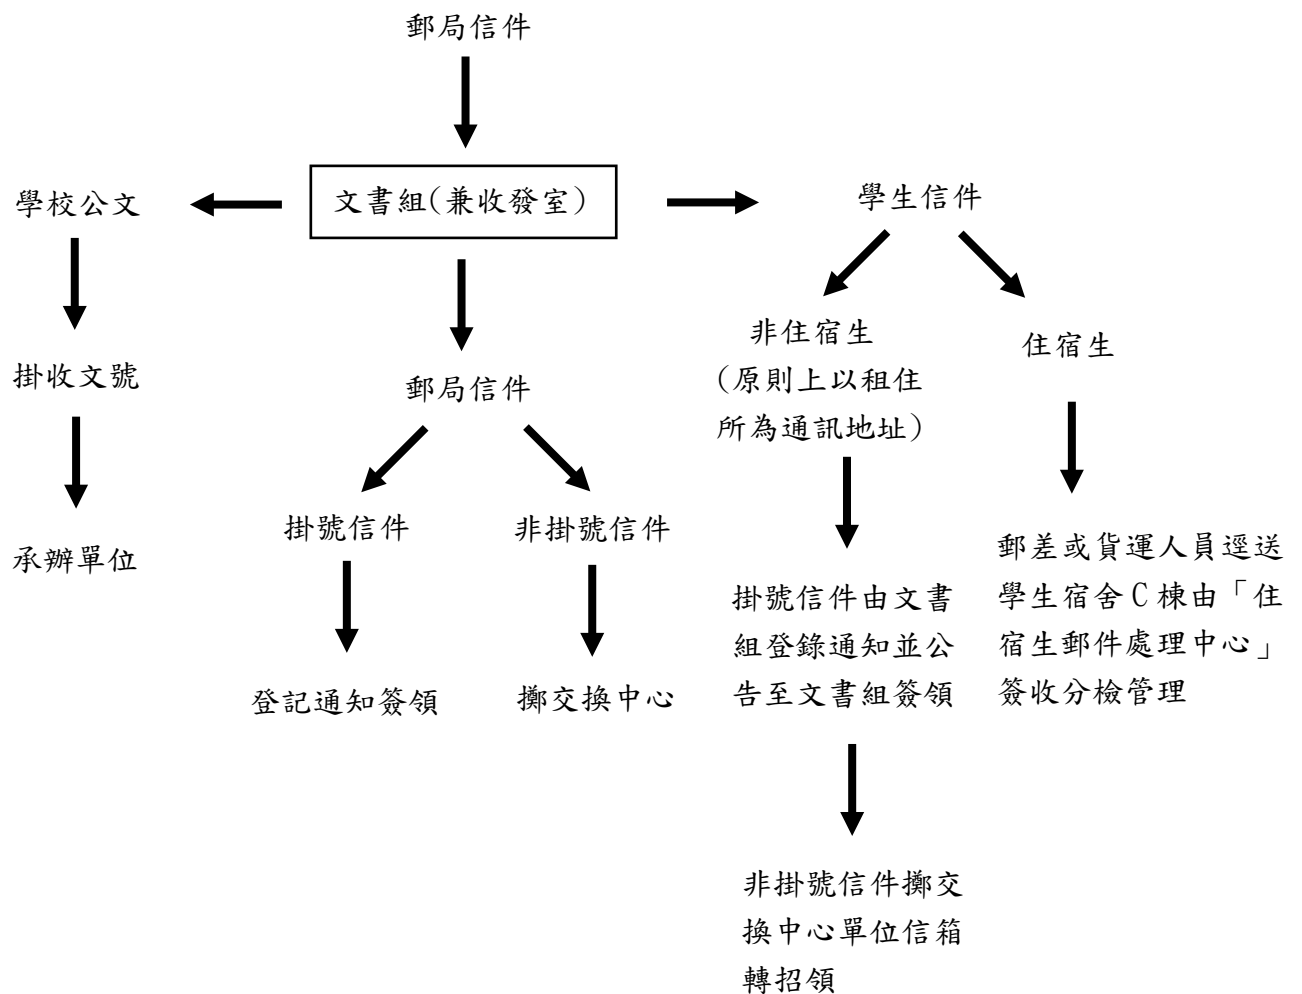 郵局信件
學校公文
文書組(兼收發室)
學生信件
掛收文號
承辦單位
郵局信件
掛號信件
非掛號信件
登記通知簽領
擲交換中心
非住宿生
(原則上以租住
所為通訊地址)
掛號信件由文書
組登錄通知並公
告至文書組簽領
非掛號信件擲交
換中心單位信箱
轉招領
住宿生
郵差或貨運人員逕送
學生宿舍C棟由「住
宿生郵件處理中心」
簽收分檢管理